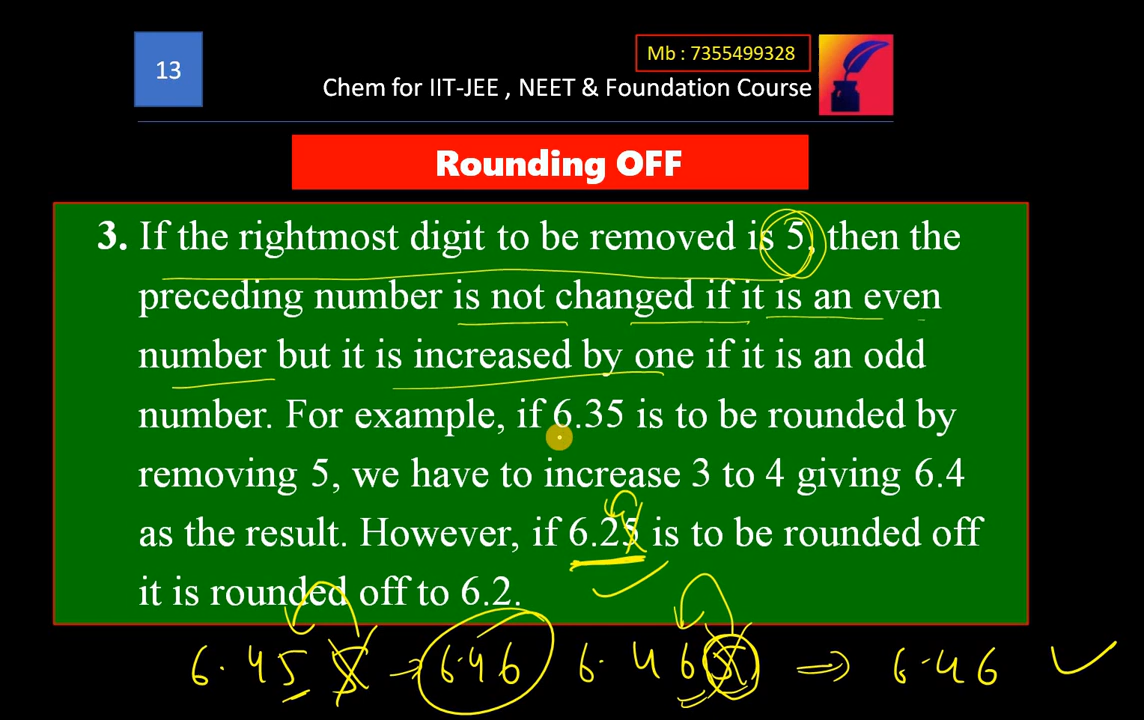 13
Mb : 7355499328
Chem for IIT-JEE , NEET & Foundation Course
Rounding OFF
3. If the rightmost digit to be removed is 5, then the
preceding number is not changed if it is an even
number but it is increased by one if it is an odd
number. For example, if 6.35 is to be rounded by
removing 5, we have to increase 3 to 4 giving 6.4
as the result. However, if 6.25 is to be rounded off
it is rounded off to 6.2.
6.455 → 6.46 6.465 ⇒ 6.46